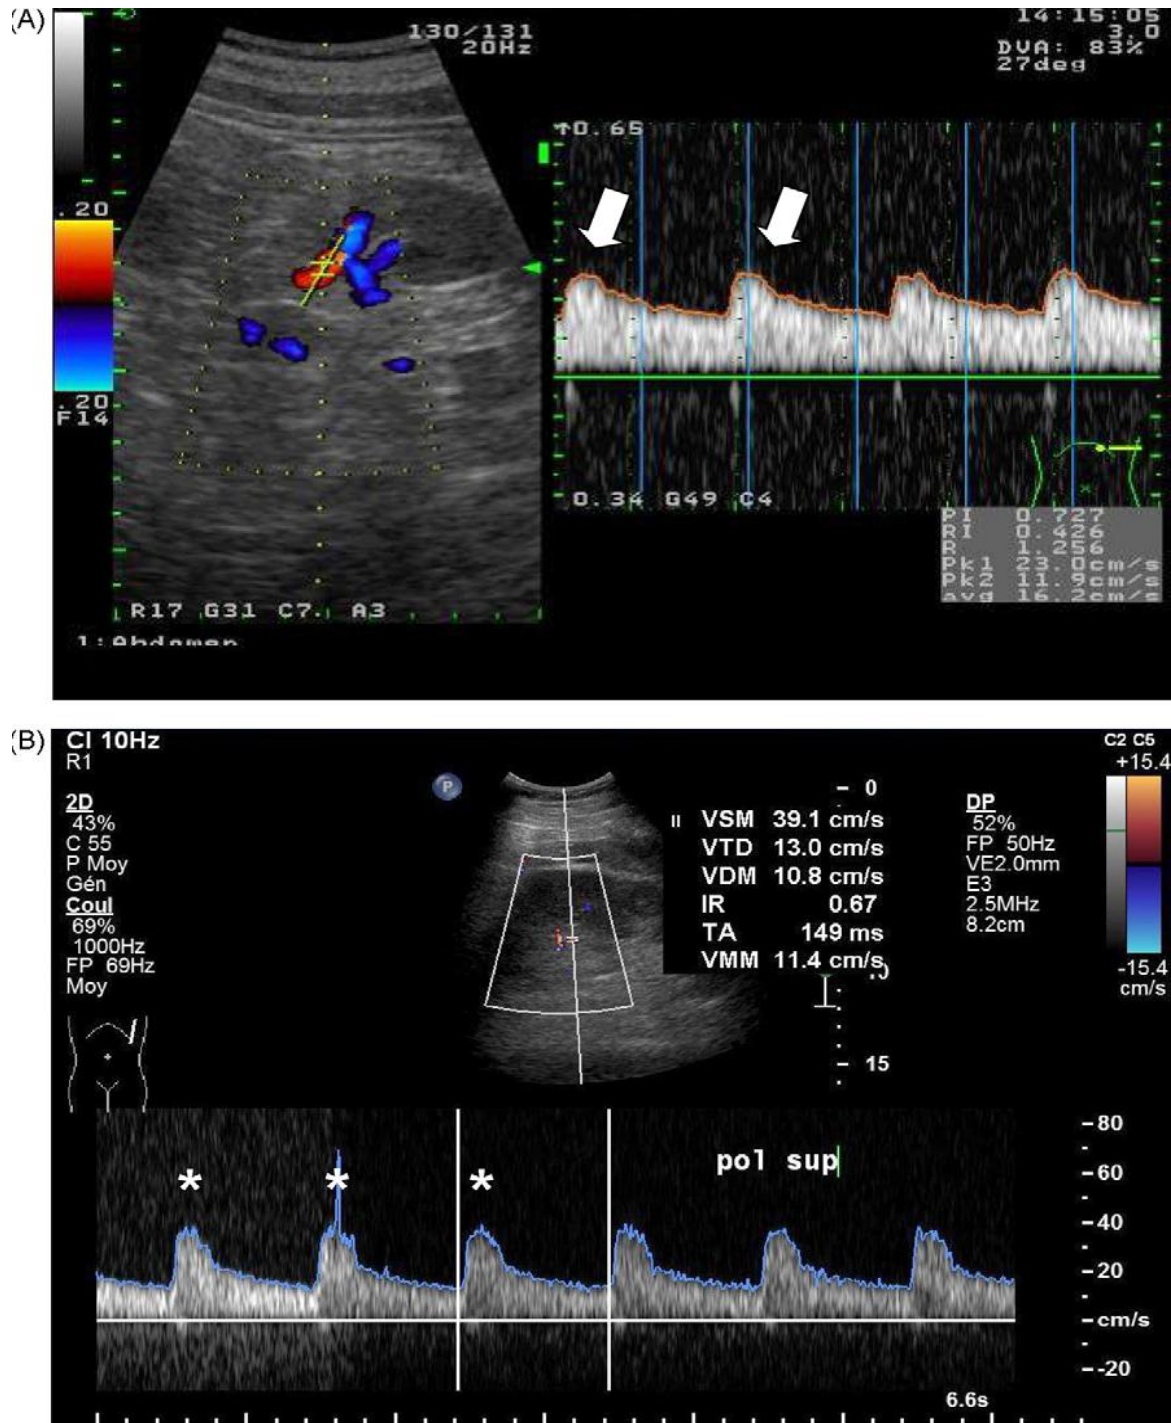 (A)
130/131
20Hz
14:15:05
3.0
DVA: 83%
27deg
.20
.20
F14
↑0.65
0.34 G49 C4
PI 0.727
RI 0.426
R 1.256
Pk1 23.0cm/s
Pk2 11.9cm/s
avg 16.2cm/s
R17 G31 C7. A3
1:Abdomen
(B)
CI 10Hz
R1
2D
43%
C 55
P Moy
Gén
Coul
69%
1000Hz
FP 69Hz
Moy
P
0
15
VSM 39.1 cm/s
VTD 13.0 cm/s
VDM 10.8 cm/s
IR 0.67
TA 149 ms
VMM 11.4 cm/s
DP
52%
FP 50Hz
VE2.0mm
E3
2.5MHz
8.2cm
C2 C5
+15.4
-15.4
cm/s
* * *
pol sup
80
60
40
20
cm/s
-20
6.6s